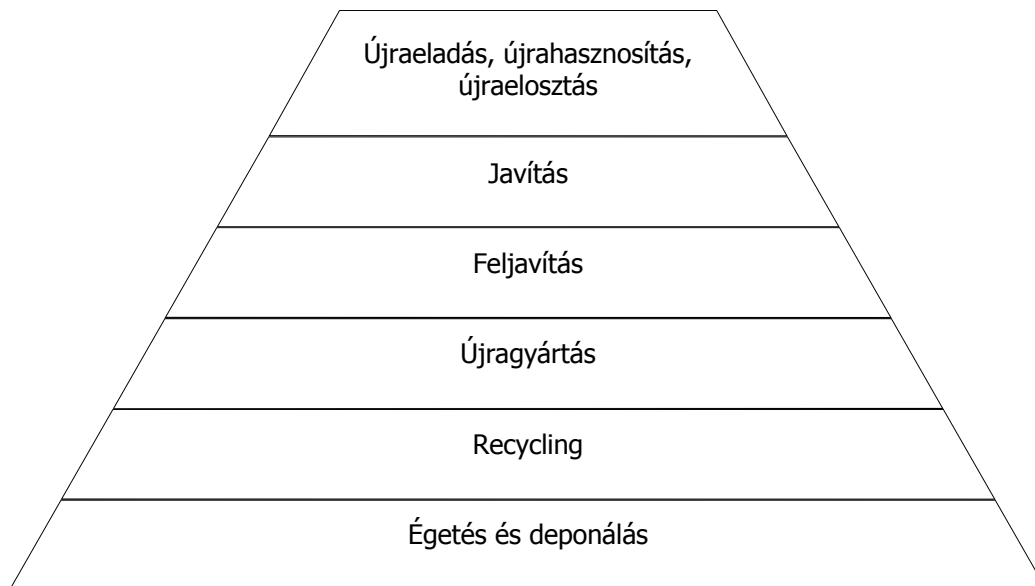 Újraeladás, újrahasznosítás,
újraelosztás
Javítás
Feljavítás
Újragyártás
Recycling
Égetés és deponálás